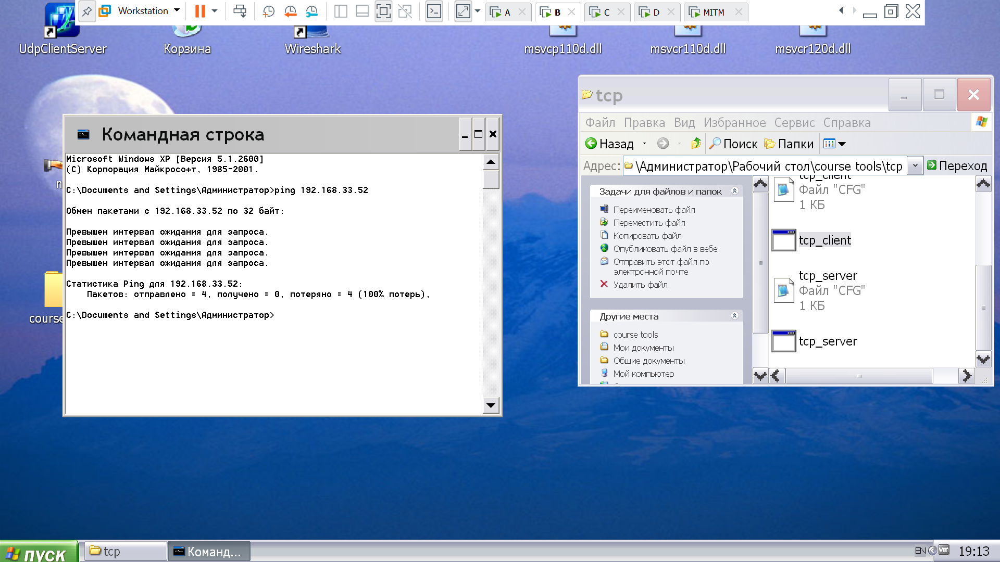 Workstation
A
B
C
D
MITM
UdpClientServer
Корзина
Wireshark
msvcp110d.dll
msvcr110d.dll
msvcr120d.dll
Командная строка
Microsoft Windows XP [Версия 5.1.2600]
(С) Корпорация Майкрософт, 1985-2001.
C:\Documents and Settings\Администратор>ping 192.168.33.52
Обмен пакетами с 192.168.33.52 по 32 байт:
Превышен интервал ожидания для запроса.
Превышен интервал ожидания для запроса.
Превышен интервал ожидания для запроса.
Превышен интервал ожидания для запроса.
Статистика Ping для 192.168.33.52:
Пакетов: отправлено = 4, получено = 0, потеряно = 4 (100% потерь),
C:\Documents and Settings\Администратор>
course
tcp
Файл Правка Вид Избранное Сервис Справка
Назад Поиск Папки
Адрес: \Администратор\Рабочий стол\course tools\tcp Переход
Задачи для файлов и папок
Переименовать файл
Переместить файл
Копировать файл
Опубликовать файл в вебе
Отправить этот файл по
электронной почте
Удалить файл
Другие места
course tools
Мои документы
Общие документы
Мой компьютер
tcp_client
Файл "CFG"
1 КБ
tcp_client
tcp_server
Файл "CFG"
1 КБ
tcp_server
пуск
tcp
Команд...
EN
19:13